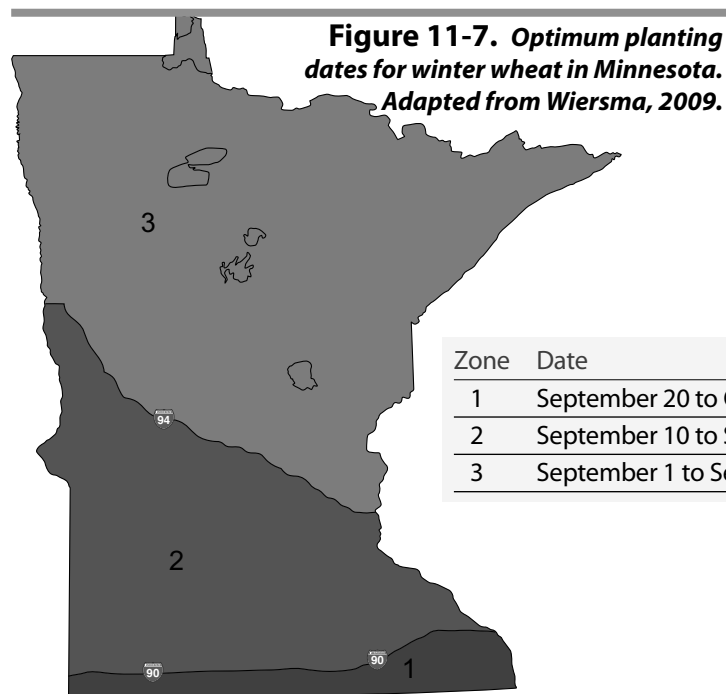 Figure 11-7. Optimum planting
dates for winter wheat in Minnesota.
Adapted from Wiersma, 2009.
3
Zone Date
1 September 20 to
2 September 10 to
3 September 1 to
94
2
90
90
1